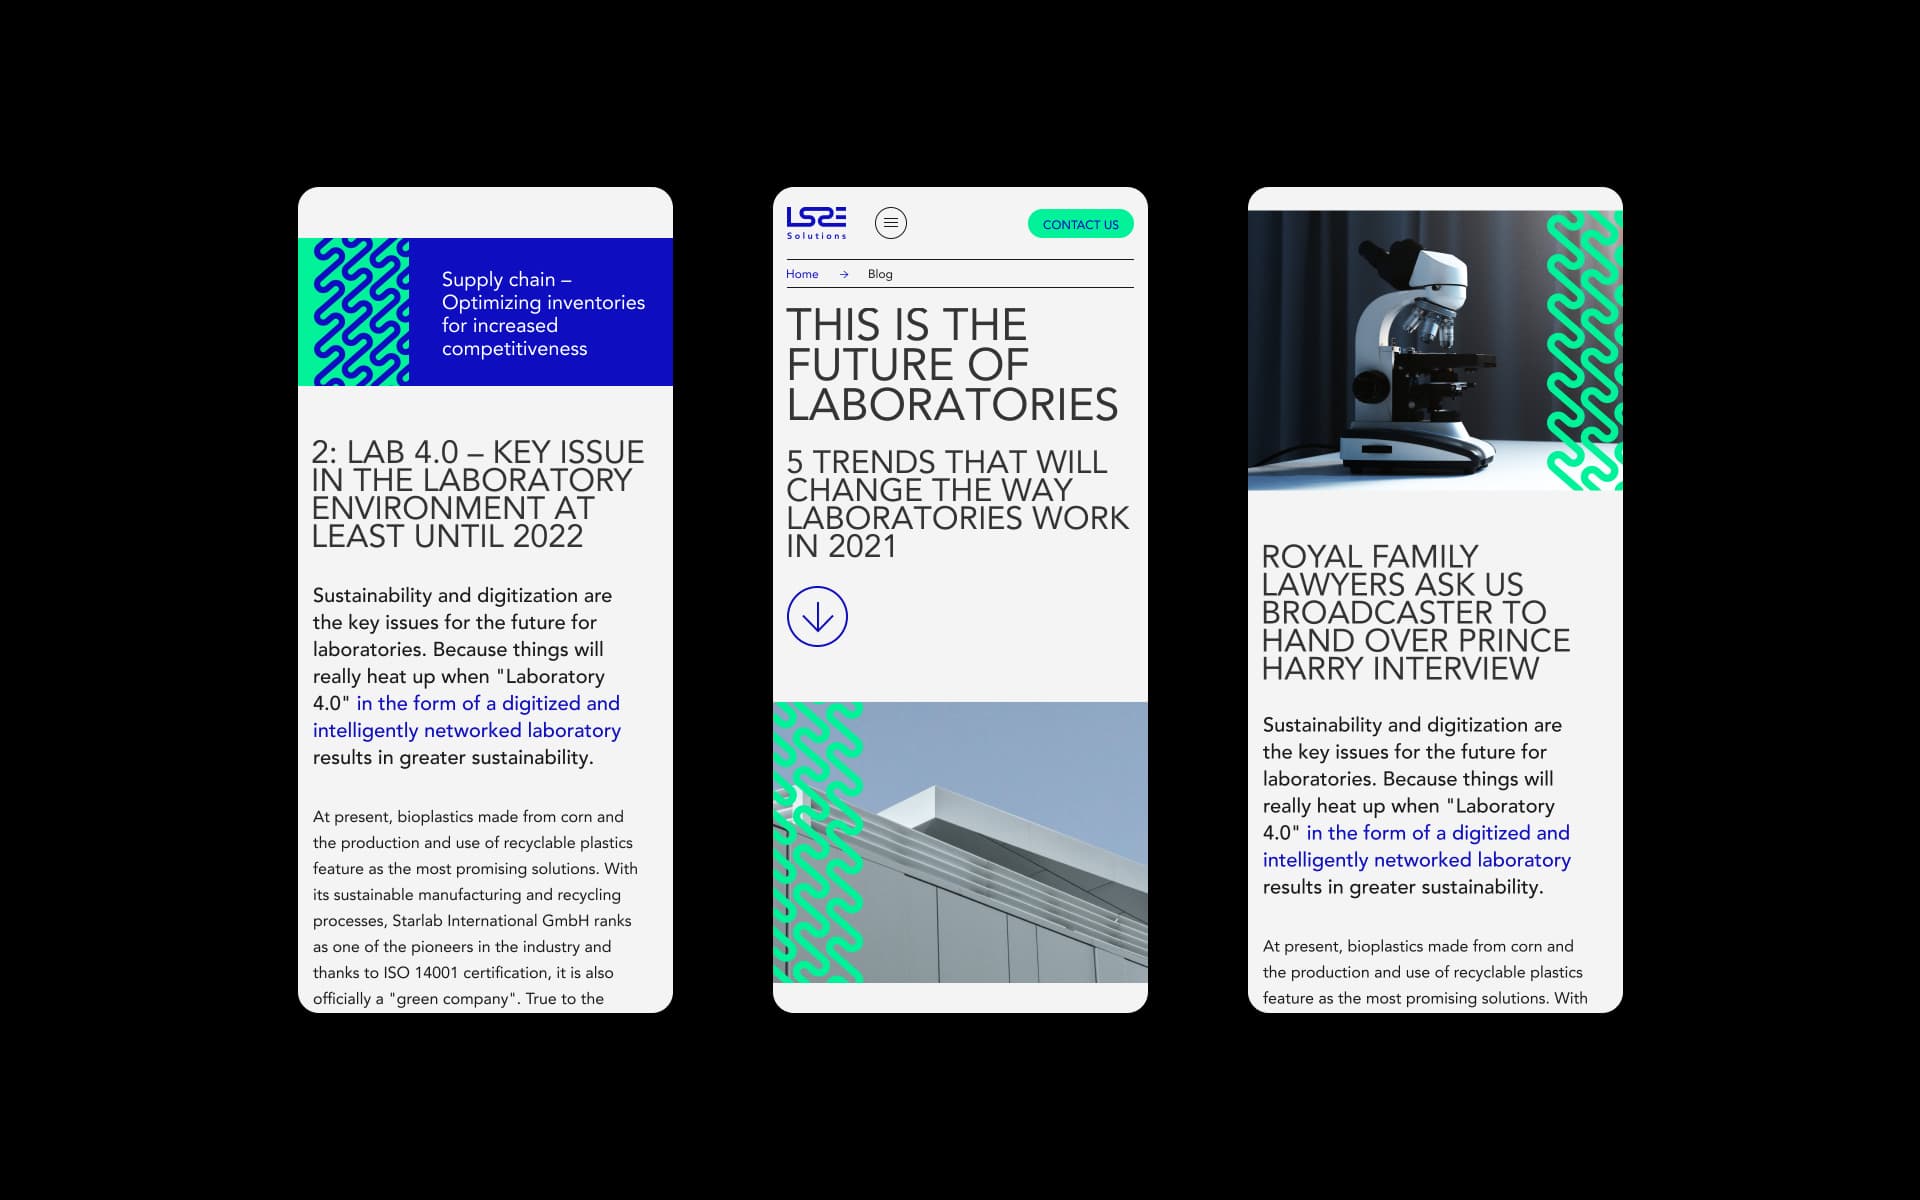 Supply chain –
Optimizing inventories
for increased
competitiveness
2: LAB 4.0 – KEY ISSUE
IN THE LABORATORY
ENVIRONMENT AT
LEAST UNTIL 2022
Sustainability and digitization are
the key issues for the future for
laboratories. Because things will
really heat up when "Laboratory
4.0" in the form of a digitized and
intelligently networked laboratory
results in greater sustainability.
At present, bioplastics made from corn and
the production and use of recyclable plastics
feature as the most promising solutions. With
its sustainable manufacturing and recycling
processes, Starlab International GmbH ranks
as one of the pioneers in the industry and
thanks to ISO 14001 certification, it is also
officially a "green company". True to the
LS2E
Solutions
CONTACT US
Home → Blog
THIS IS THE
FUTURE OF
LABORATORIES
5 TRENDS THAT WILL
CHANGE THE WAY
LABORATORIES WORK
IN 2021
ROYAL FAMILY
LAWYERS ASK US
BROADCASTER TO
HAND OVER PRINCE
HARRY INTERVIEW
Sustainability and digitization are
the key issues for the future for
laboratories. Because things will
really heat up when "Laboratory
4.0" in the form of a digitized and
intelligently networked laboratory
results in greater sustainability.
At present, bioplastics made from corn and
the production and use of recyclable plastics
feature as the most promising solutions. With